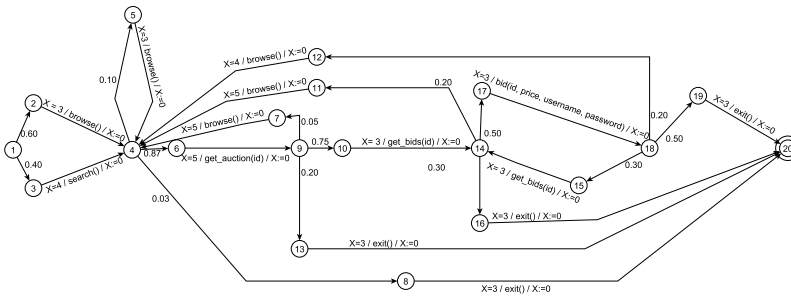 5
X=3 / browse() / X:=0
0.10
12
X=4 / browse() / X:=0
11
X=5 / browse() / X:=0
0.20
17
X=3 / bid(id, price, username, password) / X:=0
0.20
19
X=3 / exit() / X:=0
2
X = 3 / browse() / X:=0
0.60
1
0.40
3
X=4 / search() / X:=0
4
0.87
6
X=5 / browse() / X:=0
7
0.05
X=5 / get_auction(id) / X:=0
9
0.75
10
X= 3 / get_bids(id) / X:=0
14
0.50
0.30
18
0.50
0.30
15
X= 3 / get_bids(id) / X:=0
20
0.20
0.03
16
X=3 / exit() / X:=0
13
X=3 / exit() / X:=0
8
X=3 / exit() / X:=0